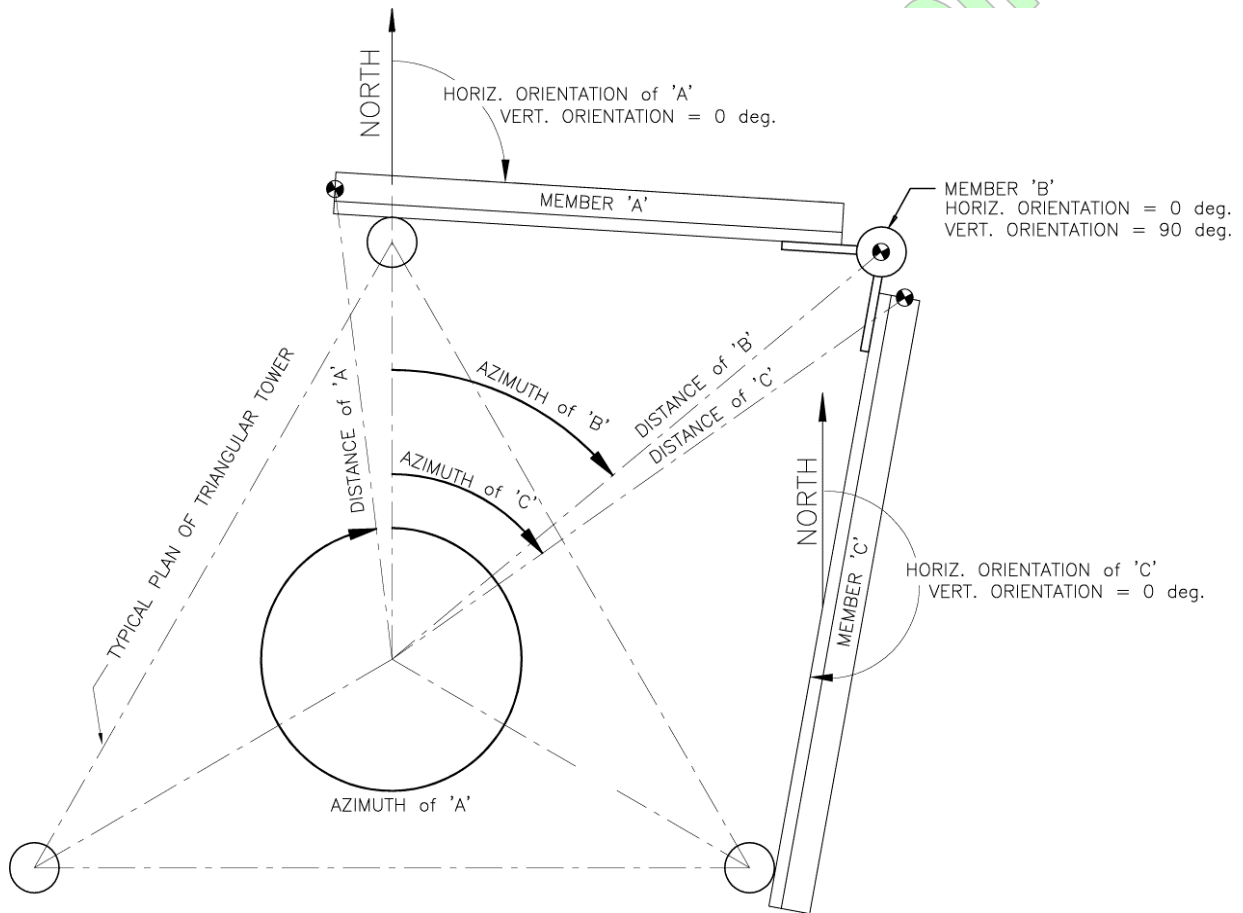 NORTH
HORIZ. ORIENTATION of 'A'
VERT. ORIENTATION = 0 deg.
MEMBER 'A'
MEMBER 'B'
HORIZ. ORIENTATION = 0 deg.
VERT. ORIENTATION = 90 deg.
TYPICAL PLAN OF TRIANGULAR TOWER
DISTANCE of 'A'
AZIMUTH of 'B'
DISTANCE of 'B'
DISTANCE of 'C'
AZIMUTH of 'C'
NORTH
MEMBER 'C'
HORIZ. ORIENTATION of 'C'
VERT. ORIENTATION = 0 deg.
AZIMUTH of 'A'